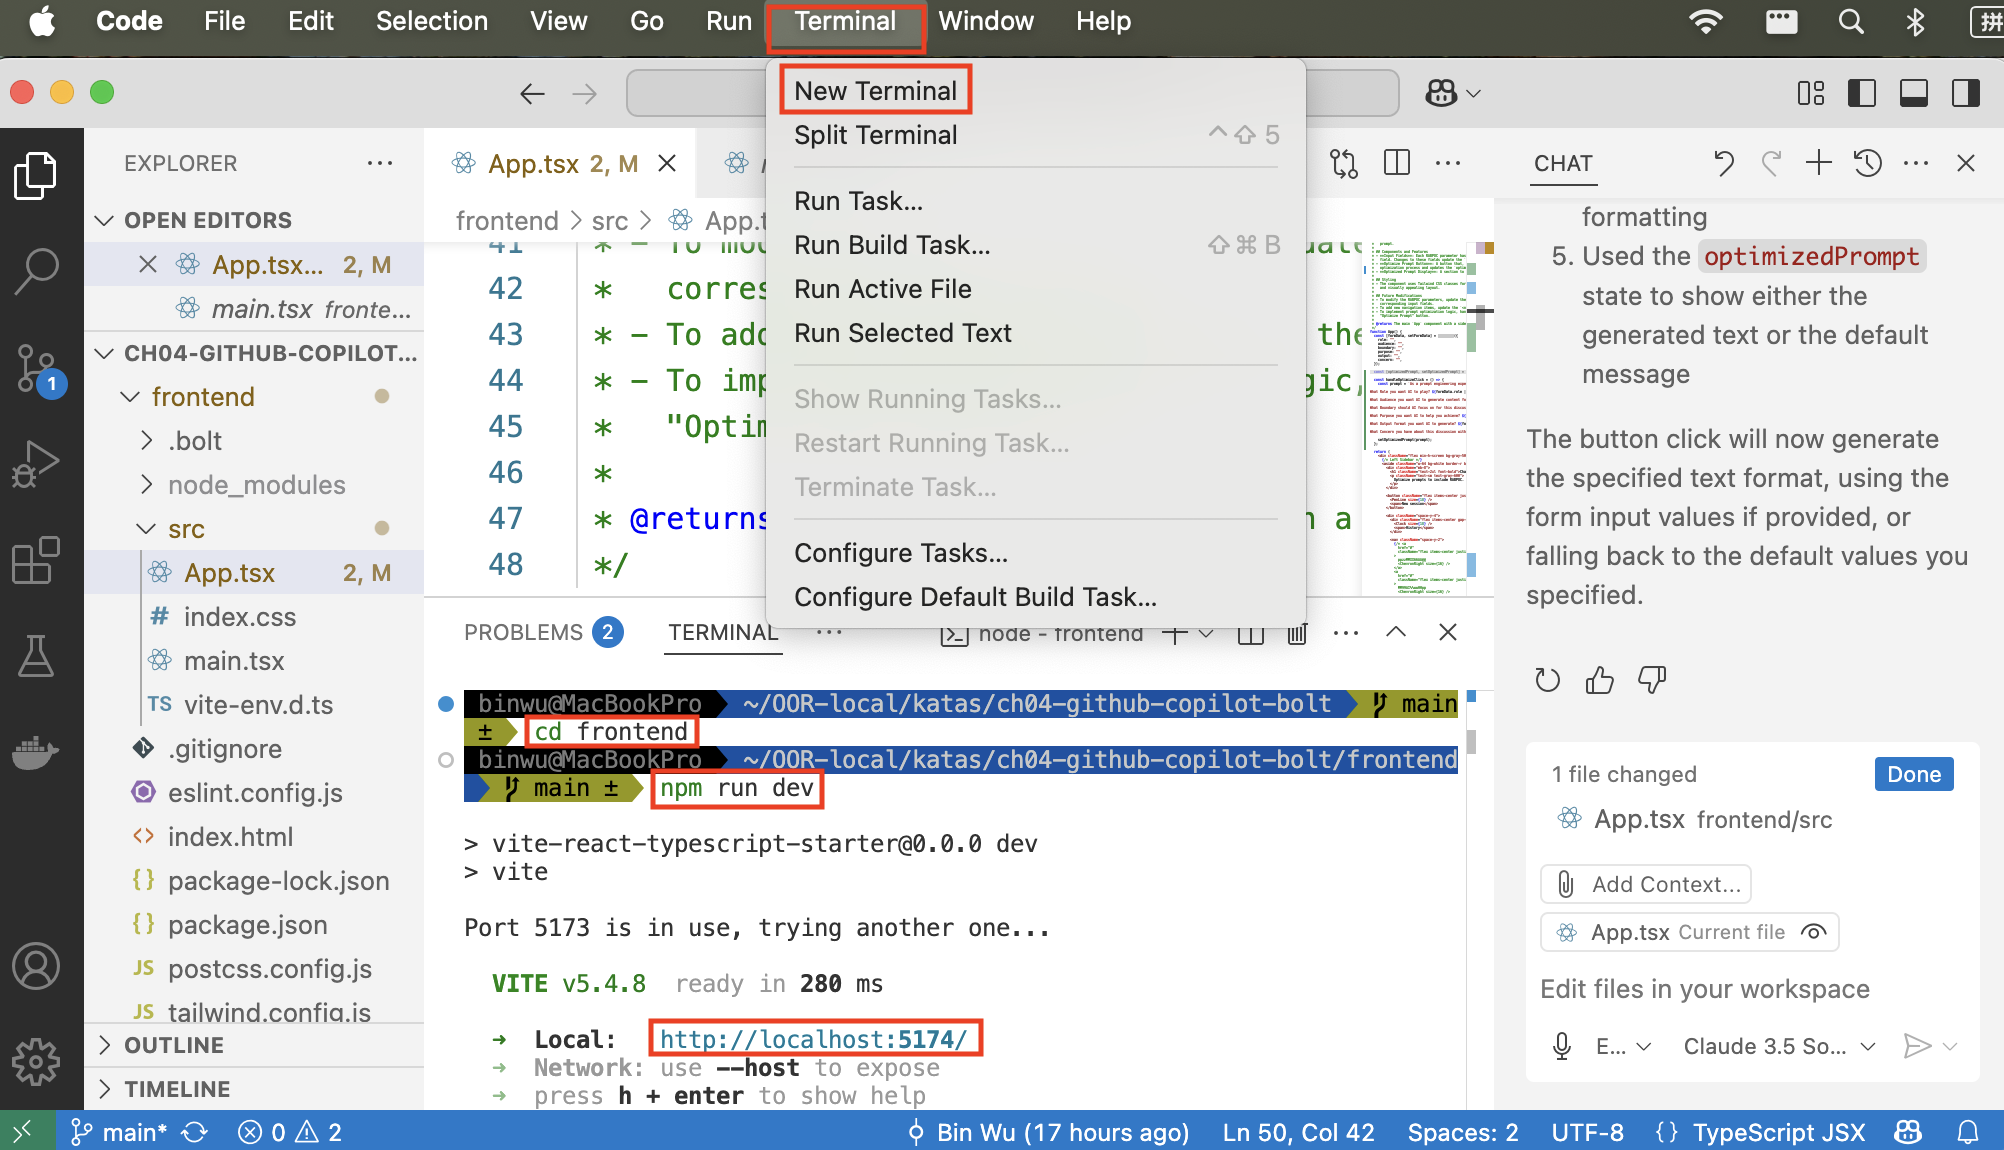 Code File Edit Selection View Go Run Terminal Window Help 拼
New Terminal
Split Terminal ^⇧ 5
Run Task...
Run Build Task... ⇧⌘ B
Run Active File
Run Selected Text
Show Running Tasks...
Restart Running Task...
Terminate Task...
Configure Tasks...
Configure Default Build Task...
EXPLORER
OPEN EDITORS
App.tsx... 2, M
main.tsx fronte...
CH04-GITHUB-COPILOT...
frontend
.bolt
node_modules
src
App.tsx 2, M
index.css
main.tsx
TS vite-env.d.ts
.gitignore
eslint.config.js
index.html
package-lock.json
package.json
JS postcss.config.js
JS tailwind.config.js
OUTLINE
TIMELINE
1
App.tsx 2, M
frontend > src > App.t
41 * - To mo
42 * corres
43 * - To add the
44 * - To imp gic,
45 * "Optim
46 *
47 * @returns n a
48 */
PROBLEMS 2 TERMINAL ... node - frontend
binwu@MacBookPro ~/OOR-local/katas/ch04-github-copilot-bolt main
± cd frontend
binwu@MacBookPro ~/OOR-local/katas/ch04-github-copilot-bolt/frontend
main ± npm run dev
> vite-react-typescript-starter@0.0.0 dev
> vite
Port 5173 is in use, trying another one...
VITE v5.4.8 ready in 280 ms
➜ Local: http://localhost:5174/
➜ Network: use --host to expose
➜ press h + enter to show help
CHAT
formatting
5. Used the optimizedPrompt
state to show either the
generated text or the default
message
The button click will now generate
the specified text format, using the
form input values if provided, or
falling back to the default values you
specified.
1 file changed Done
App.tsx frontend/src
Add Context...
App.tsx Current file
Edit files in your workspace
E... Claude 3.5 So...
main* 0 2 Bin Wu (17 hours ago) Ln 50, Col 42 Spaces: 2 UTF-8 {} TypeScript JSX